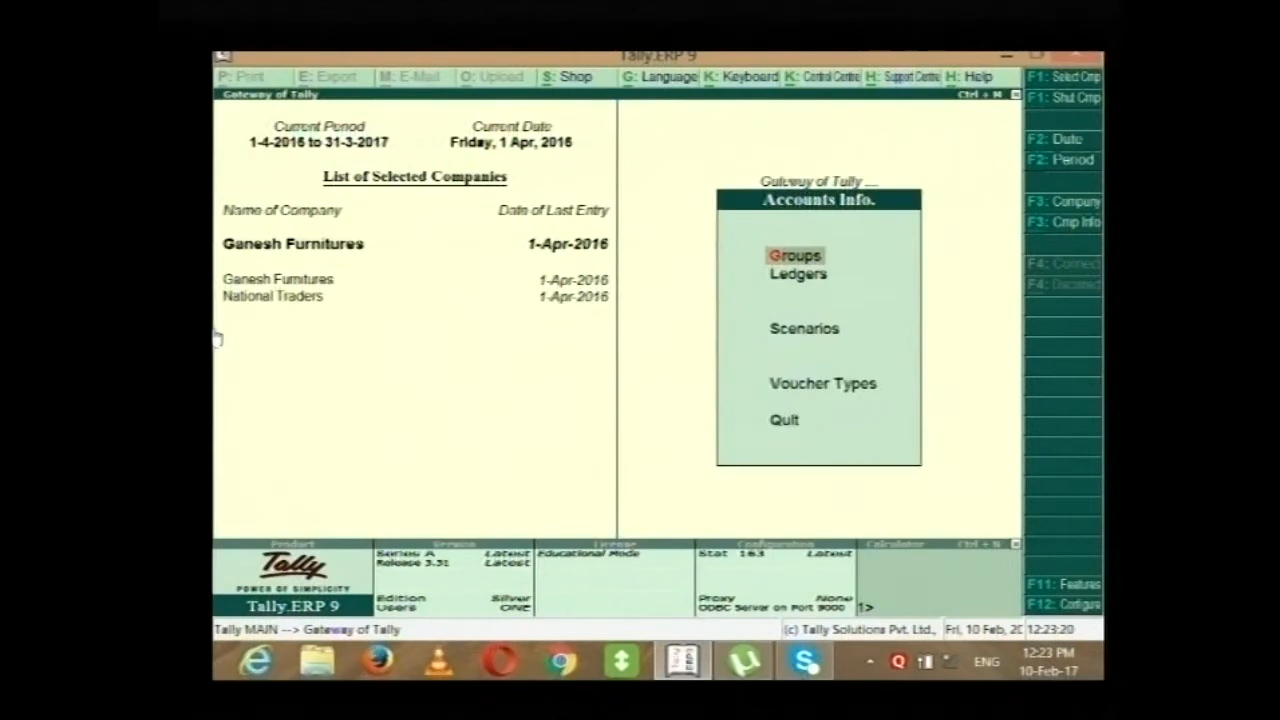 Tally.ERP 9
P: Print E: Export M: E-Mail O: Upload S: Shop G: Language K: Keyboard K: Control Centre H: Support Centre H: Help
Gateway of Tally Ctrl + M
Current Period Current Date
1-4-2016 to 31-3-2017 Friday, 1 Apr, 2016
List of Selected Companies
Name of Company Date of Last Entry
Ganesh Furnitures 1-Apr-2016
Ganesh Furnitures 1-Apr-2016
National Traders 1-Apr-2016
Gateway of Tally ....
Accounts Info.
Groups
Ledgers
Scenarios
Voucher Types
Quit
F1: Select Cmp
F1: Shut Cmp
F2: Date
F2: Period
F3: Company
F3: Cmp Info
F4: Connect
F4: Disconnect
F11: Features
F12: Configure
Product Version License Configuration Calculator Ctrl + N
Tally
POWER OF SIMPLICITY
Tally.ERP 9
Series A Latest
Release 5.51 Latest
Edition Silver
Users ONE
Educational Mode
Stat 163 Latest
Proxy None
ODBC Server on Port 9000
1>
Tally MAIN --> Gateway of Tally (c) Tally Solutions Pvt. Ltd., Fri, 10 Feb, 20 12:23:20
ENG
12:23 PM
10-Feb-17